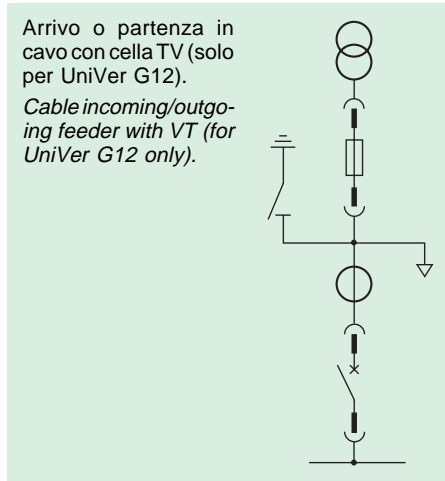 Arrivo o partenza in
cavo con cella TV (solo
per UniVer G12).
Cable incoming/outgo-
ing feeder with VT (for
UniVer G12 only).